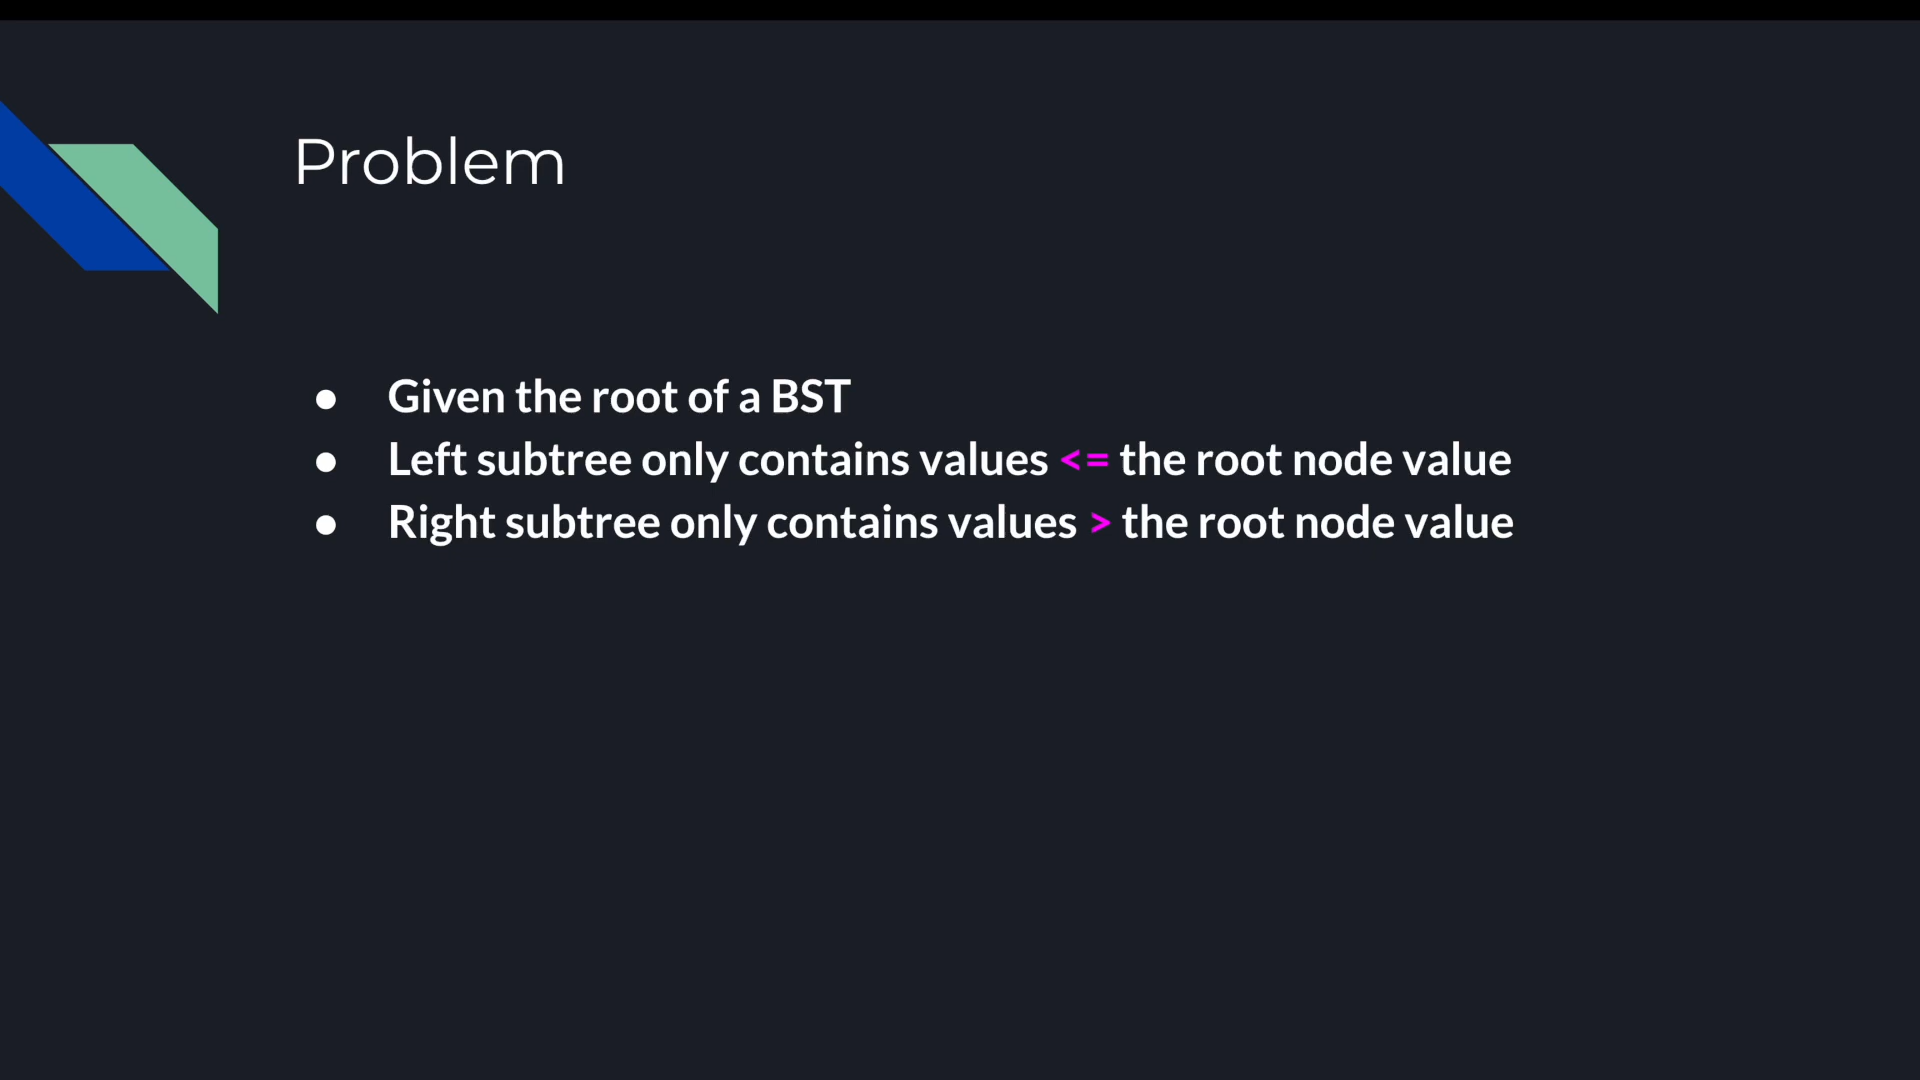 Problem
● Given the root of a BST
● Left subtree only contains values <= the root node value
● Right subtree only contains values > the root node value